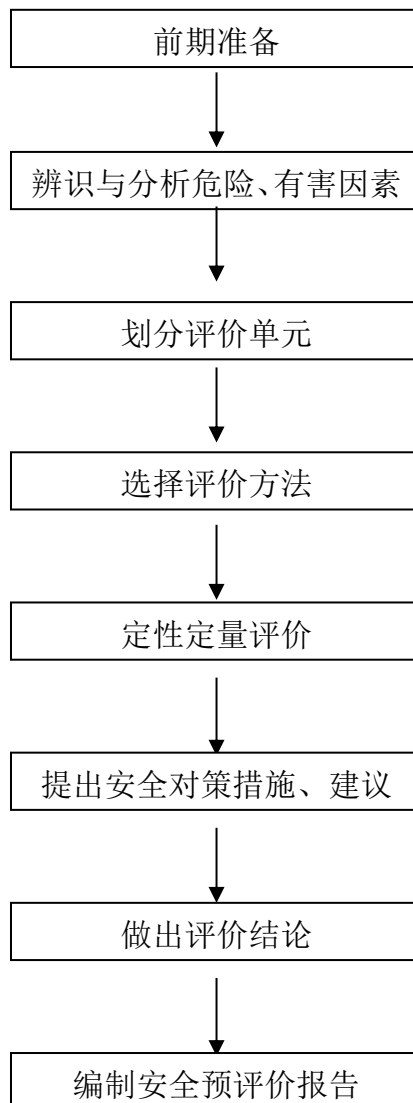 前期准备
辨识与分析危险、有害因素
划分评价单元
选择评价方法
定性定量评价
提出安全对策措施、建议
做出评价结论
编制安全预评价报告